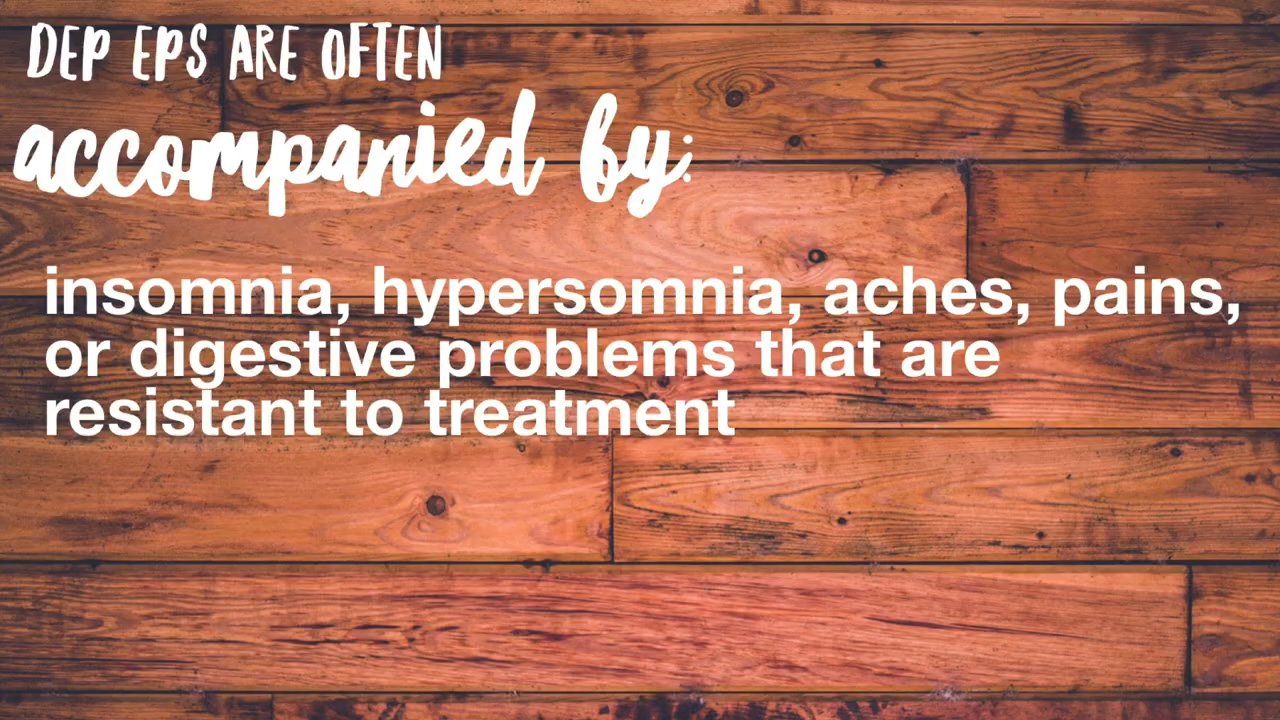 DEP EPS ARE OFTEN
accompanied by:
insomnia, hypersomnia, aches, pains,
or digestive problems that are
resistant to treatment